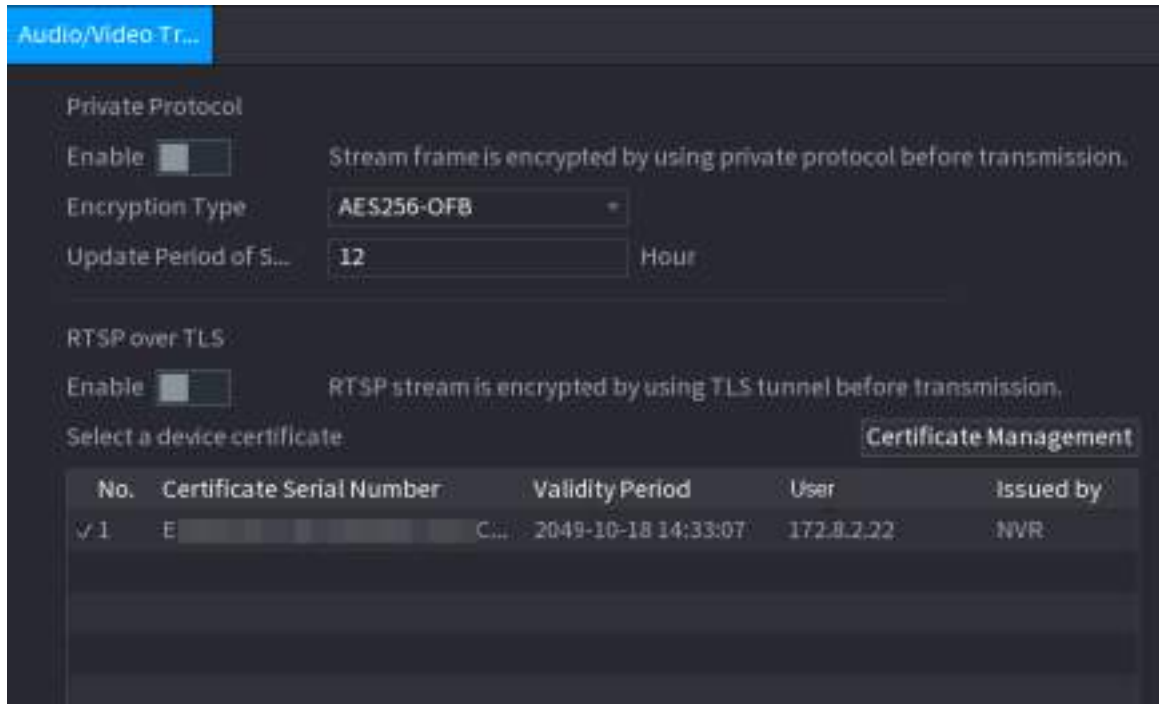 Audio/Video Tr...
Private Protocol
Enable Stream frame is encrypted by using private protocol before transmission.
Encryption Type AES256-OFB
Update Period of S... 12 Hour
RTSP over TLS
Enable RTSP stream is encrypted by using TLS tunnel before transmission.
Select a device certificate Certificate Management
No. Certificate Serial Number Validity Period User Issued by
1 E C... 2049-10-18 14:33:07 172.8.2.22 NVR